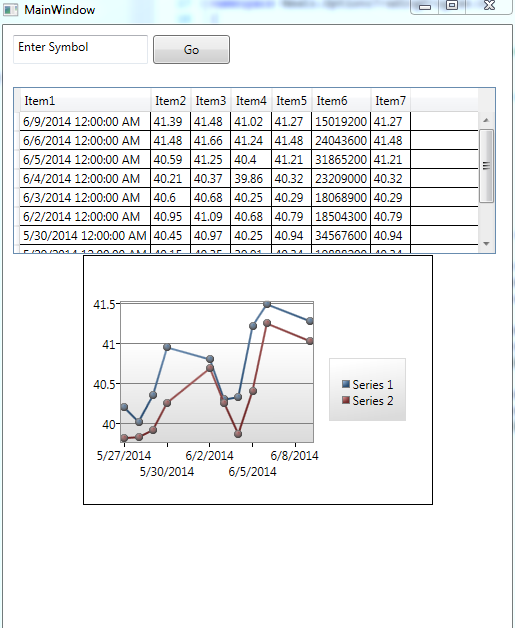 MainWindow
Enter Symbol
Go
Item1 Item2 Item3 Item4 Item5 Item6 Item7
6/9/2014 12:00:00 AM 41.39 41.48 41.02 41.27 15019200 41.27
6/6/2014 12:00:00 AM 41.48 41.66 41.24 41.48 24043600 41.48
6/5/2014 12:00:00 AM 40.59 41.25 40.4 41.21 31865200 41.21
6/4/2014 12:00:00 AM 40.21 40.37 39.86 40.32 23209000 40.32
6/3/2014 12:00:00 AM 40.6 40.68 40.25 40.29 18068900 40.29
6/2/2014 12:00:00 AM 40.95 41.09 40.68 40.79 18504300 40.79
5/30/2014 12:00:00 AM 40.45 40.97 40.25 40.94 34567600 40.94
41.5
41
40.5
40
Series 1
Series 2
5/27/2014 6/2/2014 6/8/2014
5/30/2014 6/5/2014